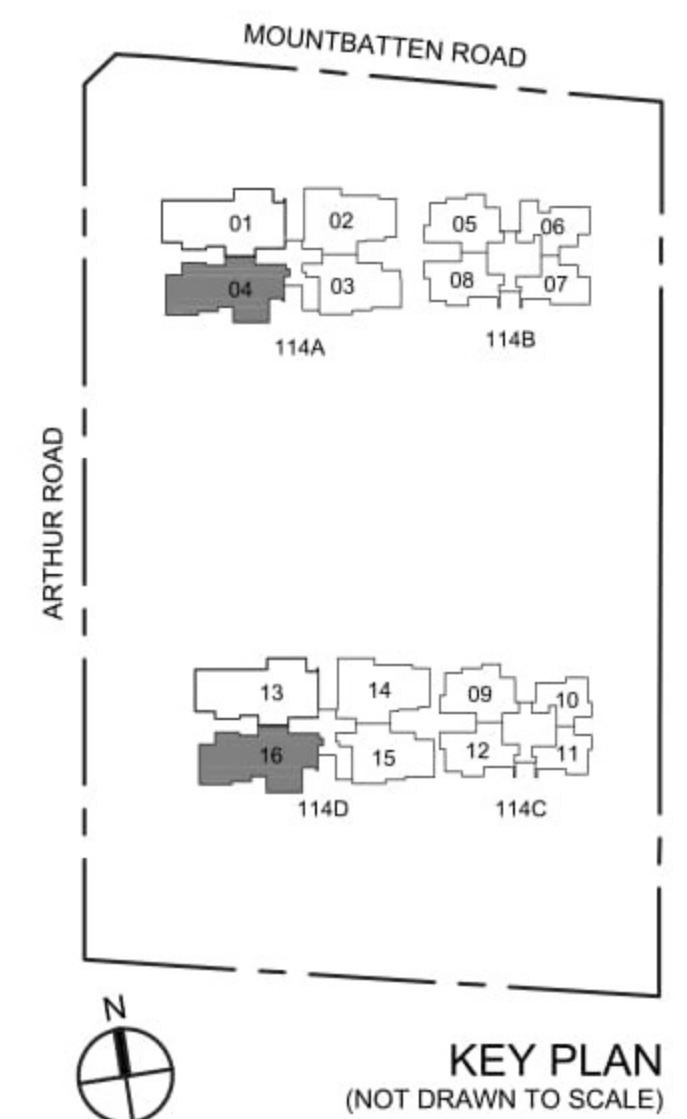 MOUNTBATTEN ROAD
01 02 05 06
04 03 08 07
114A 114B
ARTHUR ROAD
13 14 09 10
16 15 12 11
114D 114C
N
KEY PLAN
(NOT DRAWN TO SCALE)